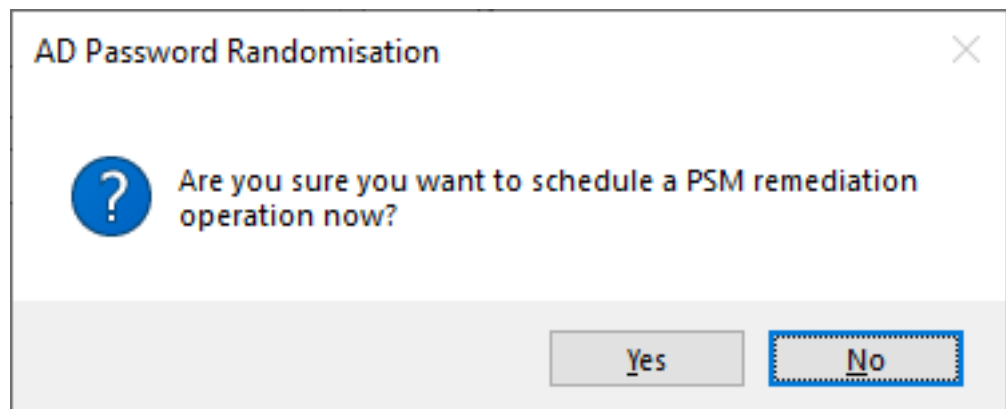 AD Password Randomisation
?
Are you sure you want to schedule a PSM remediation
operation now?
Yes
No